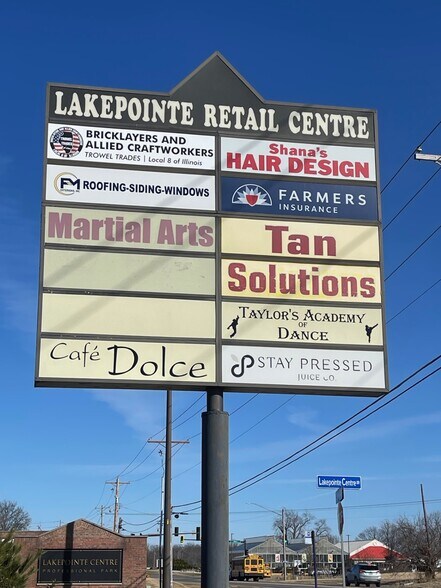 LAKEPOINTE RETAIL CENTRE
BRICKLAYERS AND
ALLIED CRAFTWORKERS
TROWEL TRADES | Local 8 of Illinois
Shana's
HAIR DESIGN
FM ROOFING-SIDING-WINDOWS
FARMERS
INSURANCE
Martial Arts
Tan
Solutions
TAYLOR'S ACADEMY
OF
DANCE
Café Dolce
STAY PRESSED
JUICE CO
Lakepointe Centre
LAKEPOINTE CENTRE
PROFESSIONAL PARK